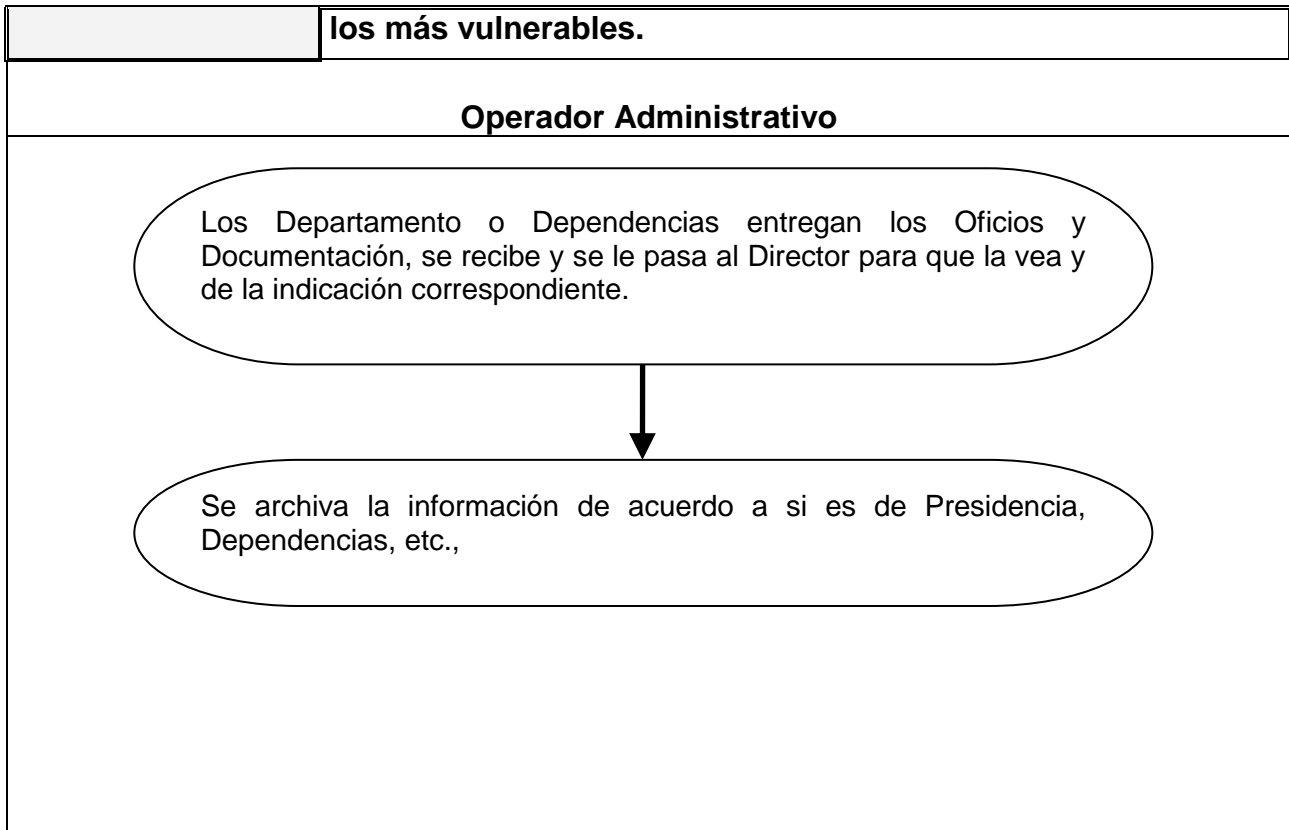 los más vulnerables.
Operador Administrativo
Los Departamento o Dependencias entregan los Oficios y
Documentación, se recibe y se le pasa al Director para que la vea y
de la indicación correspondiente.
Se archiva la información de acuerdo a si es de Presidencia,
Dependencias, etc.,